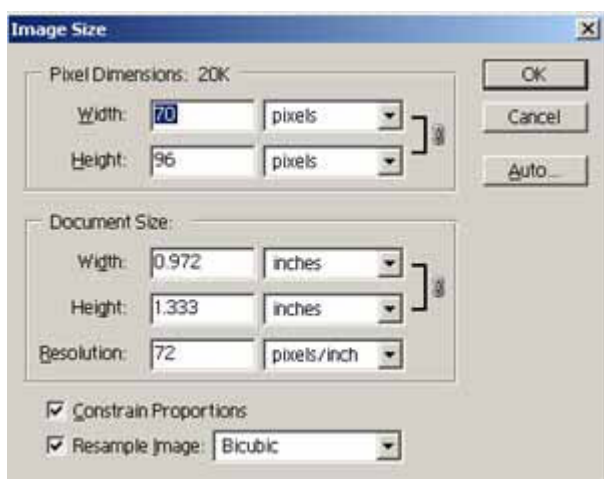 Image Size
Pixel Dimensions: 20K
OK
Width: 70 pixels
Cancel
Height: 96 pixels
Auto...
Document Size:
Width: 0.972 inches
Height: 1.333 inches
Resolution: 72 pixels/inch
Constrain Proportions
Resample Image: Bicubic